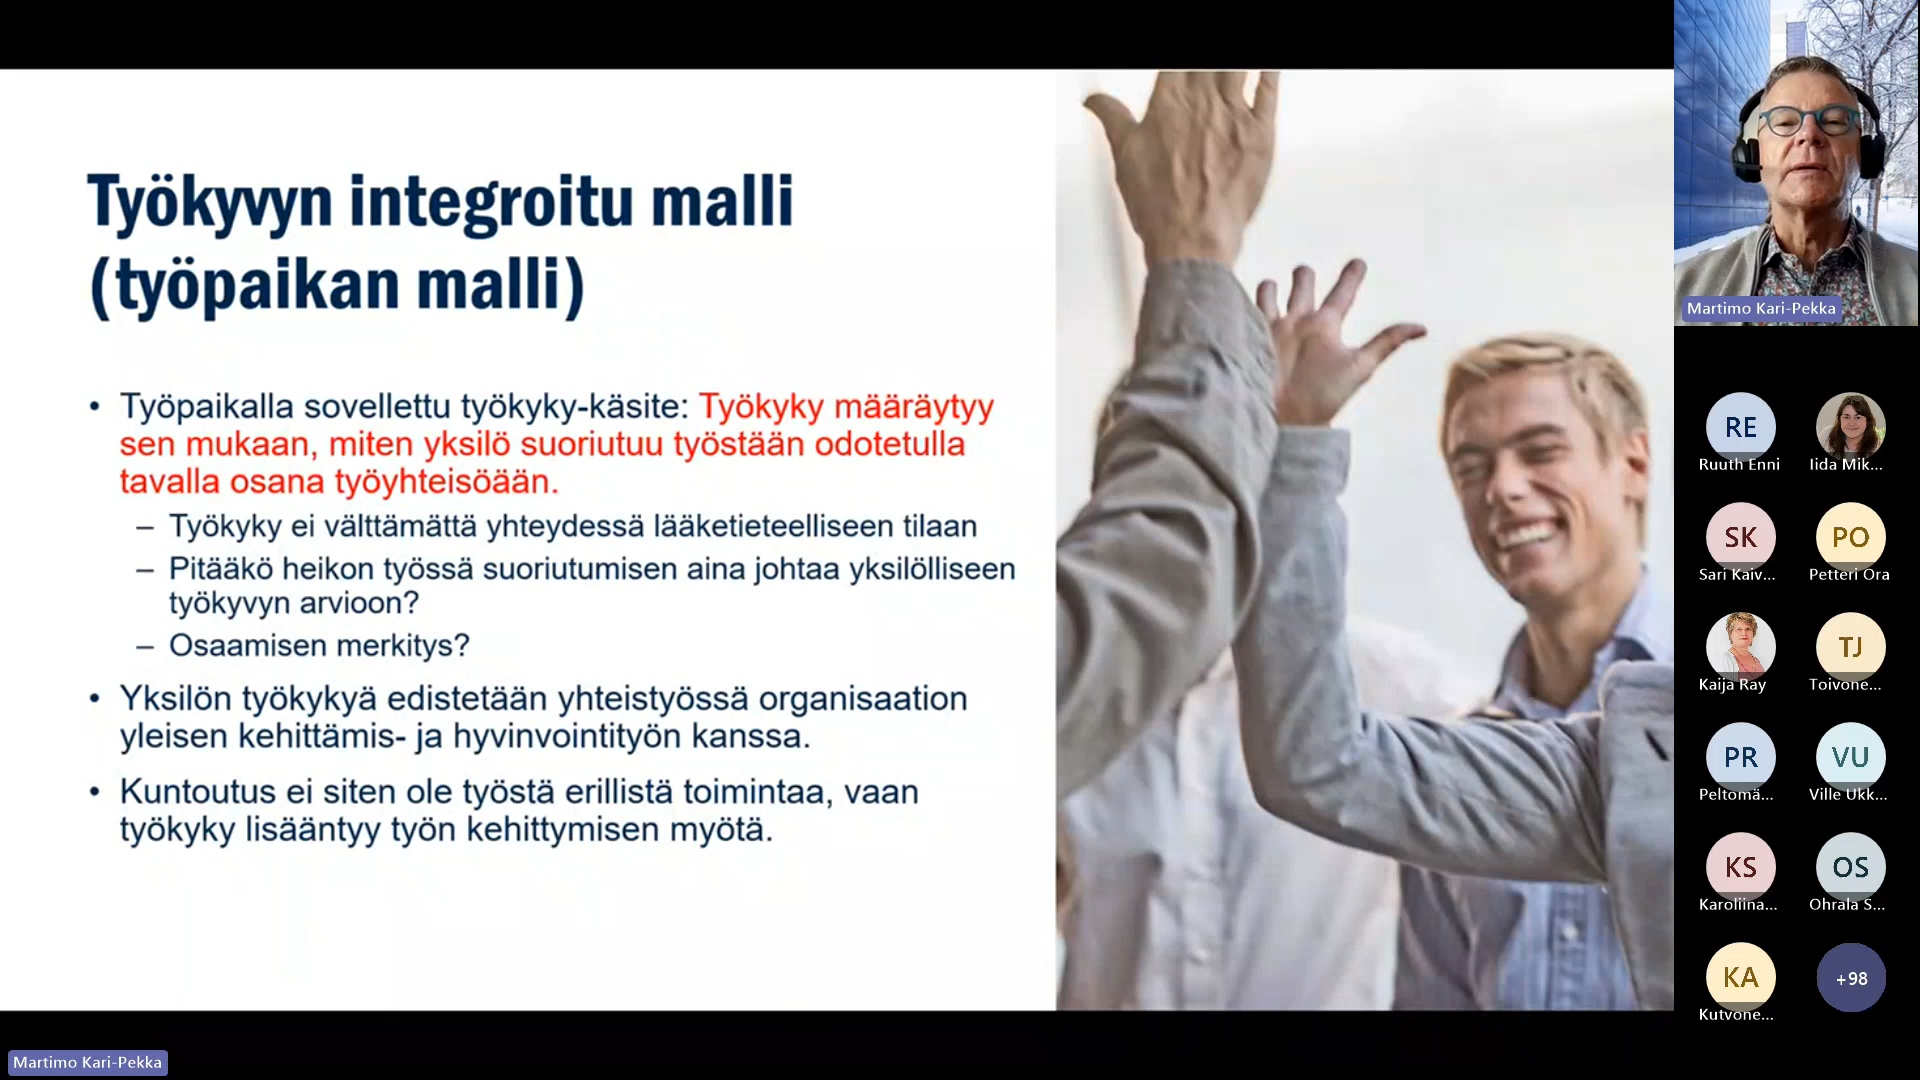 Työkyvyn integroitu malli
(työpaikan malli)
• Työpaikalla sovellettu työkyky-käsite: Työkyky määräytyy
sen mukaan, miten yksilö suoriutuu työstään odotetulla
tavalla osana työyhteisöään.
– Työkyky ei välttämättä yhteydessä lääketieteelliseen tilaan
– Pitääkö heikon työssä suoriutumisen aina johtaa yksilölliseen
työkyvyn arvioon?
– Osaamisen merkitys?
• Yksilön työkykyä edistetään yhteistyössä organisaation
yleisen kehittämis- ja hyvinvointityön kanssa.
• Kuntoutus ei siten ole työstä erillistä toimintaa, vaan
työkyky lisääntyy työn kehittymisen myötä.
Martimo Kari-Pekka
Martimo Kari-Pekka
RE
Ruuth Enni
Iida Mik...
SK
Sari Kaiv...
PO
Petteri Ora
Kaija Ray
TJ
Toivone...
PR
Peltomä...
VU
Ville Ukk...
KS
Karoliina...
OS
Ohrala S...
KA
Kutvone...
+98